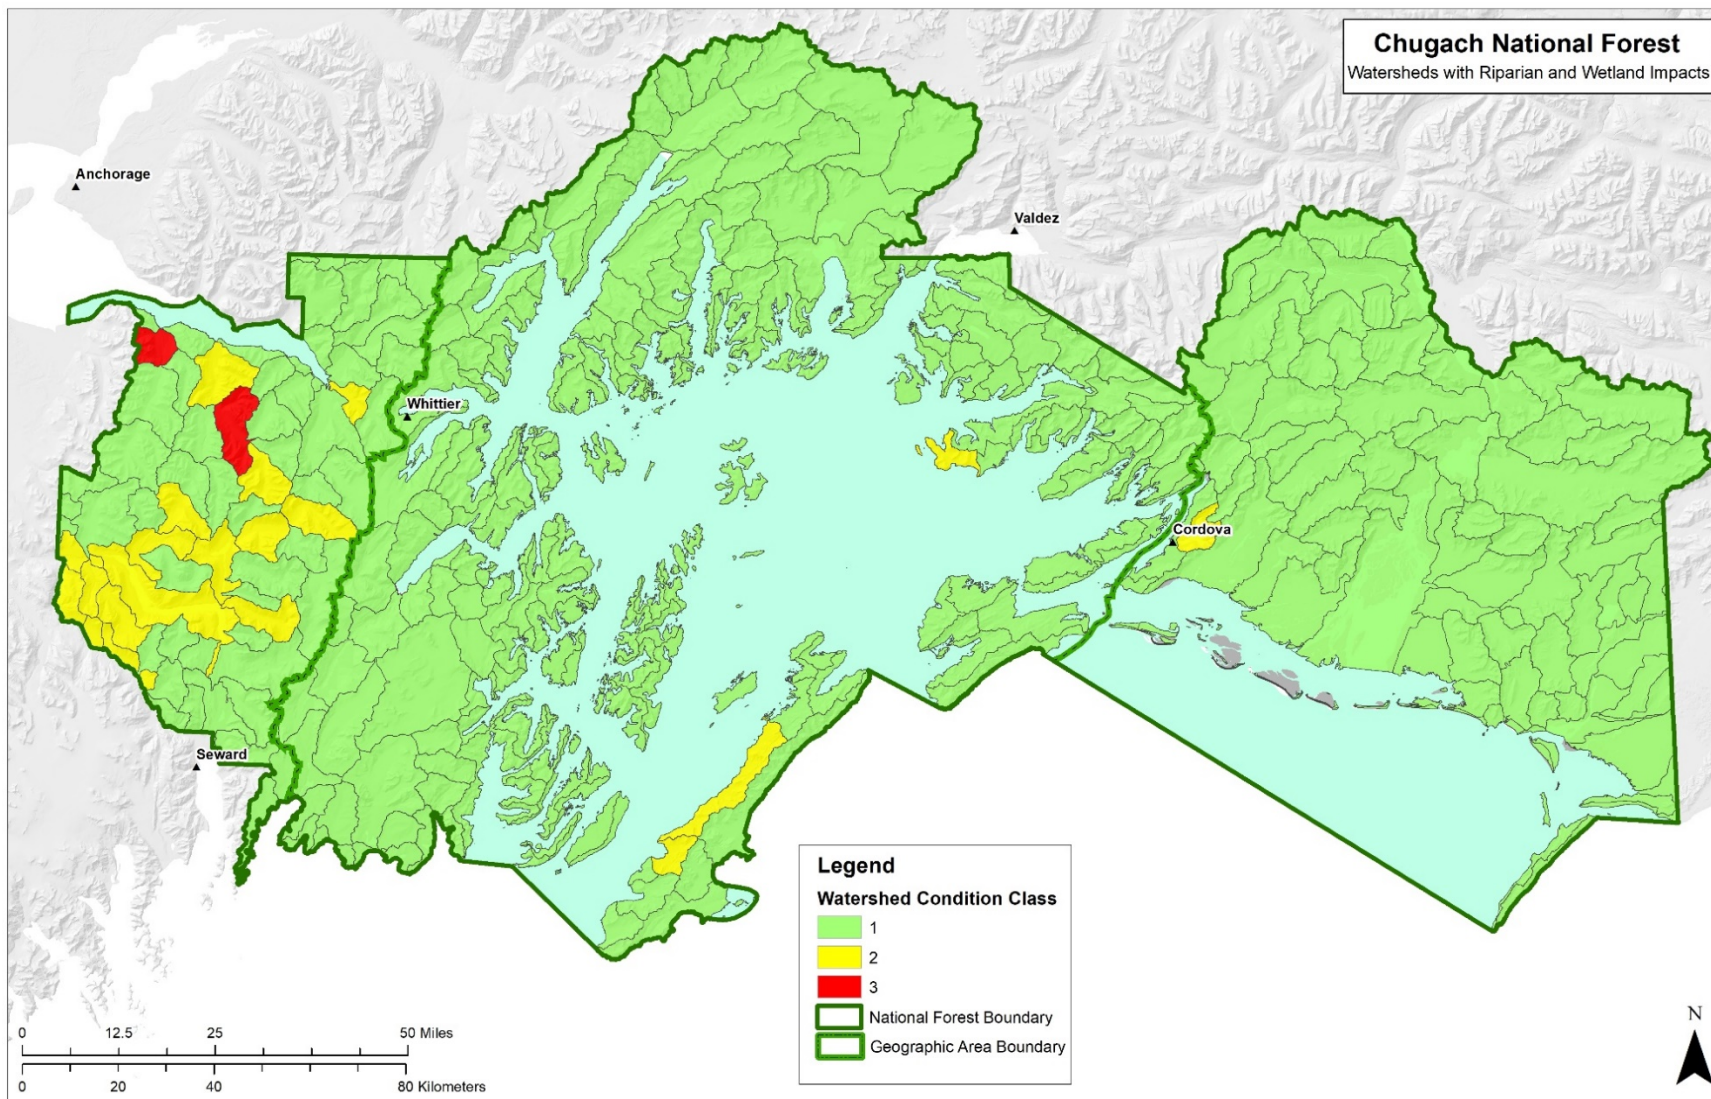 Chugach National Forest
Watersheds with Riparian and Wetland Impacts
Anchorage
Valdez
Whittier
Cordova
Seward
Legend
Watershed Condition Class
1
2
3
National Forest Boundary
Geographic Area Boundary
0 12.5 25 50 Miles
0 20 40 80 Kilometers
N